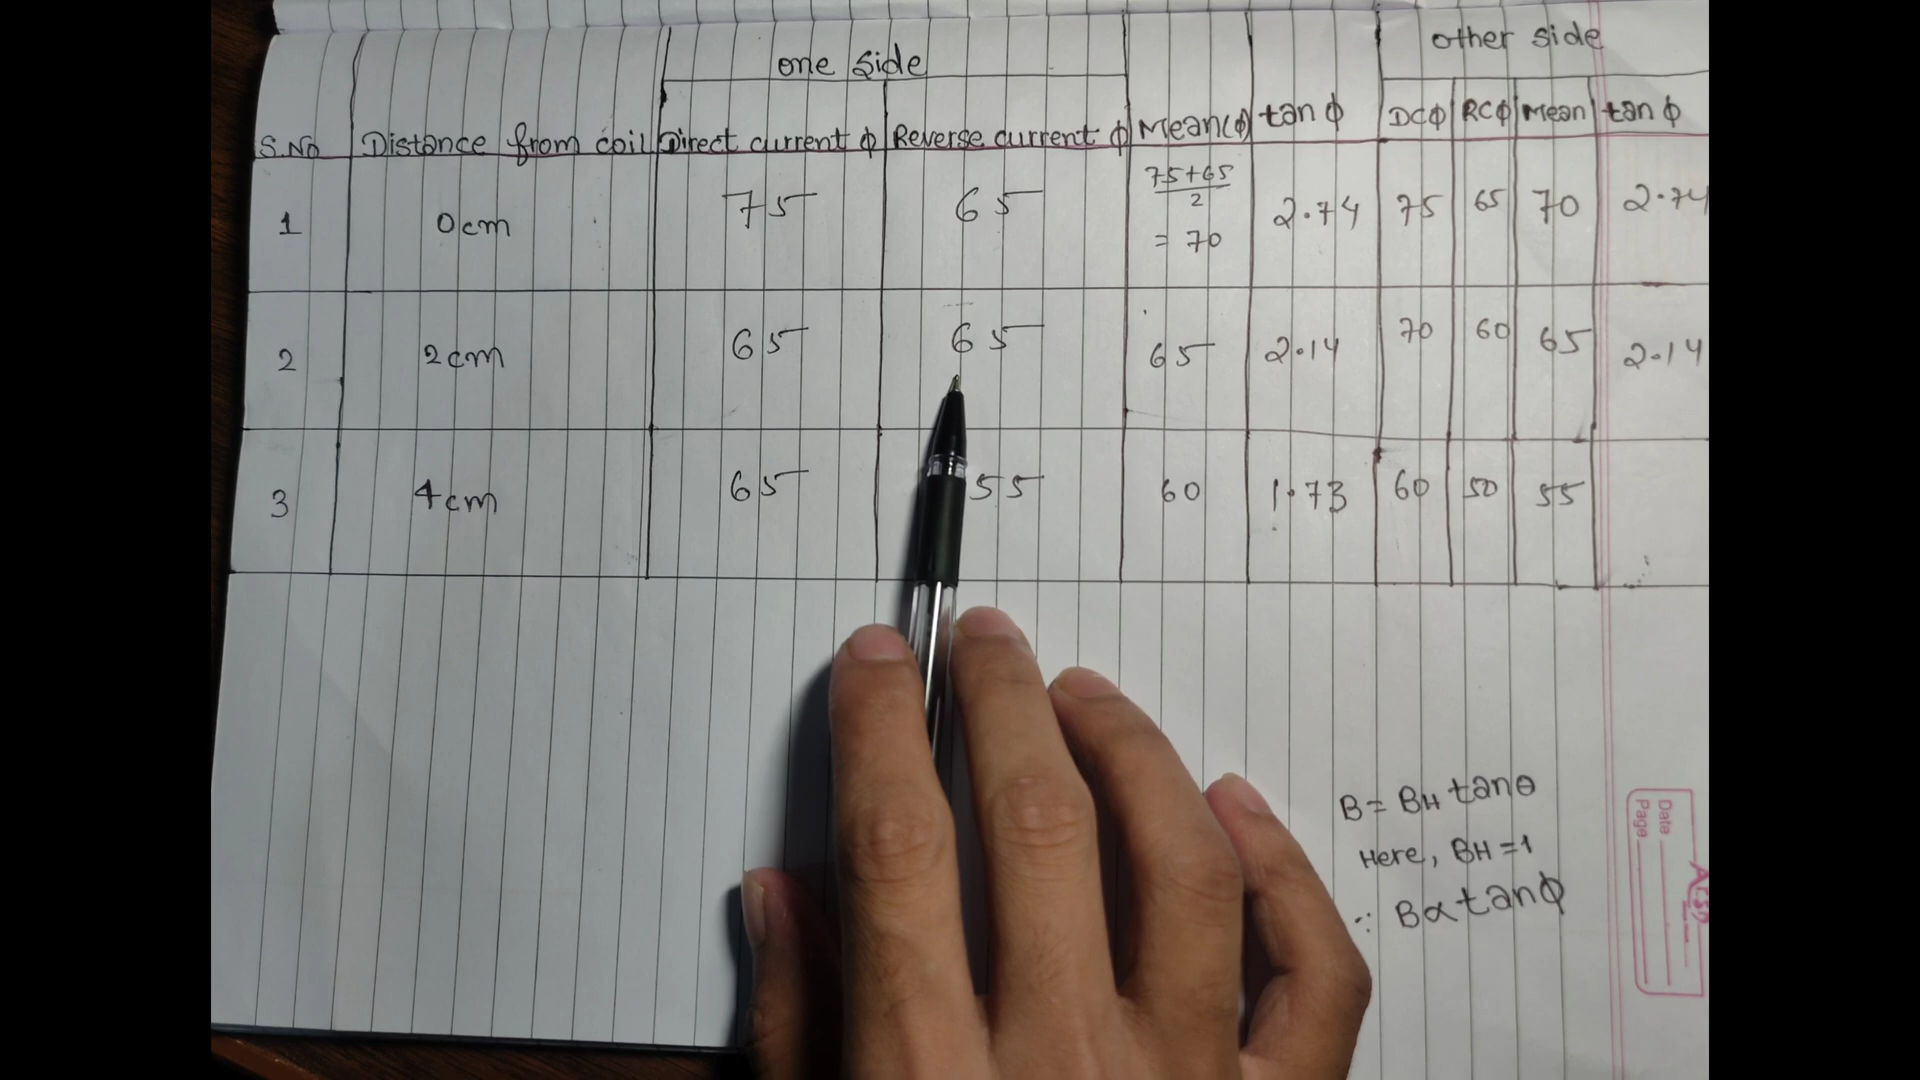 one side other side
S.No Distance from coil Direct current ϕ Reverse current ϕ Mean(ϕ) tan ϕ DCϕ RCϕ Mean tan ϕ
1 0cm 75 65 75+65/2 = 70 2.74 75 65 70 2.74
2 2cm 65 65 65 2.14 70 60 65 2.14
3 4cm 65 55 60 1.73 60 50 55
B = BH tanθ
Here, BH = 1
∴ B α tanϕ
Date
Page